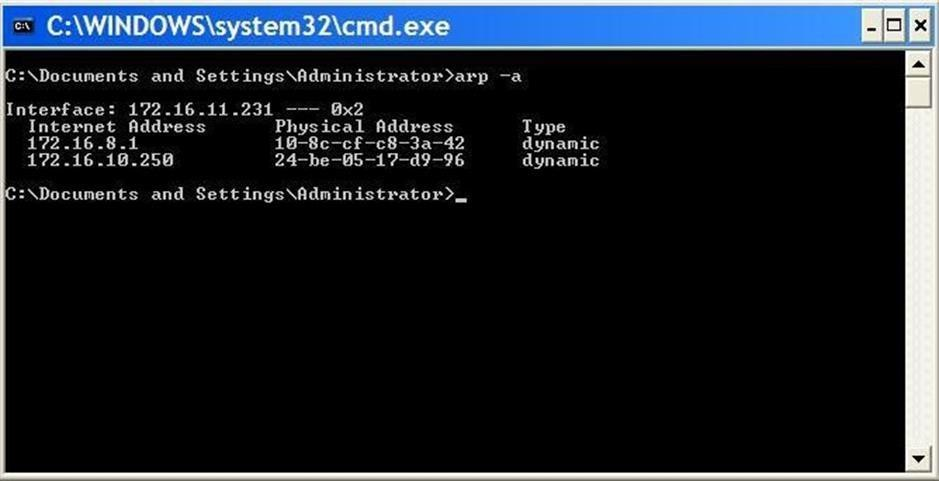 C:\WINDOWS\system32\cmd.exe
C:\Documents and Settings\Administrator>arp -a
Interface: 172.16.11.231 --- 0x2
Internet Address Physical Address Type
172.16.8.1 10-8c-cf-c8-3a-42 dynamic
172.16.10.250 24-be-05-17-d9-96 dynamic
C:\Documents and Settings\Administrator>_